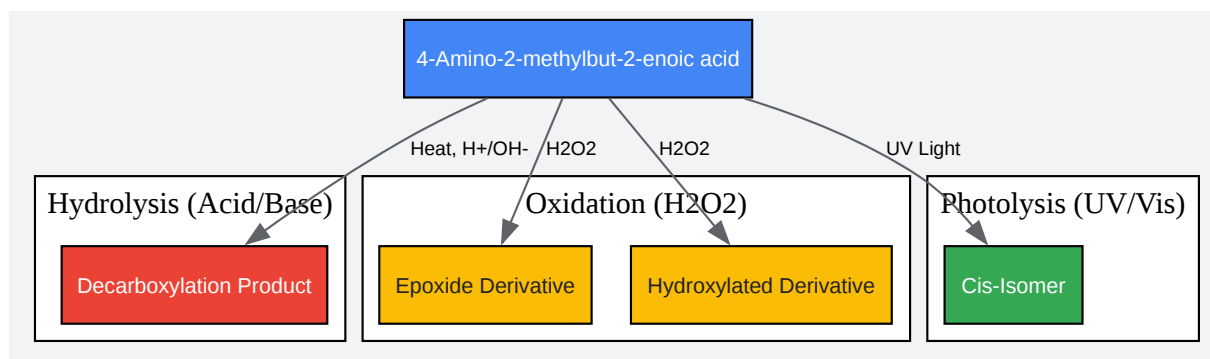 4-Amino-2-methylbut-2-enoic acid
Heat, H+/OH-
H2O2
H2O2
UV Light
Hydrolysis (Acid/Base)
Oxidation (H2O2)
Photolysis (UV/Vis)
Decarboxylation Product
Epoxide Derivative
Hydroxylated Derivative
Cis-Isomer